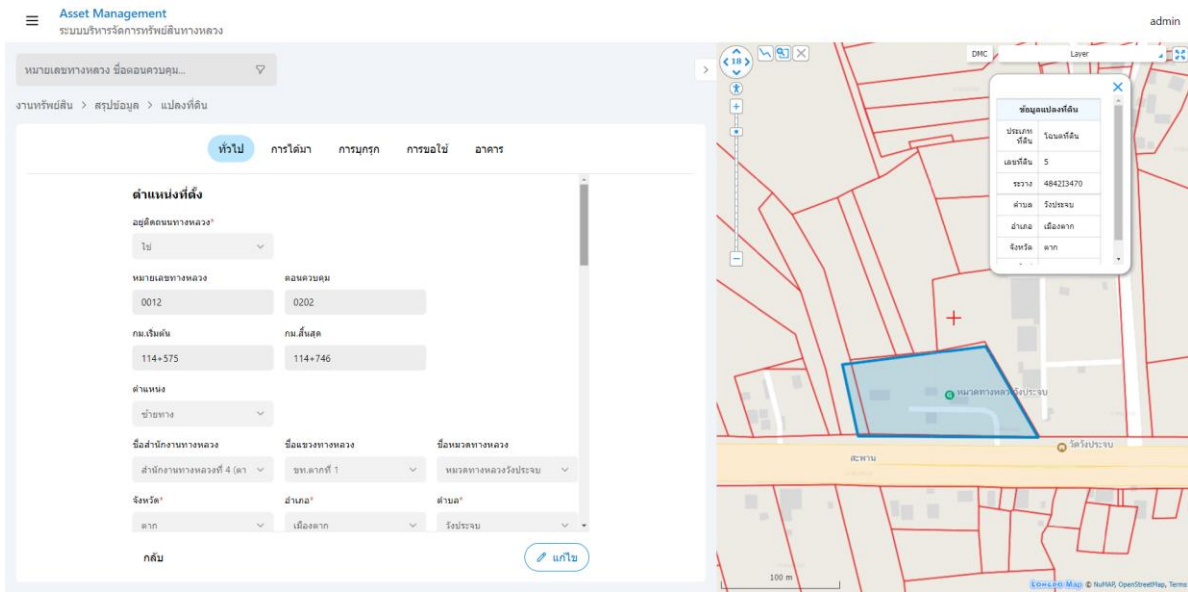 Asset Management
ระบบบริหารจัดการทรัพย์สินทางหลวง
admin
หมายเลขทางหลวง ชื่อตอนควบคุม...
งานทรัพย์สิน > สรุปข้อมูล > แปลงที่ดิน
ทั่วไป การได้มา การบุกรุก การขอใช้ อาคาร
ตำแหน่งที่ตั้ง
อยู่ติดถนนทางหลวง*
ใช่
หมายเลขทางหลวง ตอนควบคุม
0012 0202
กม.เริ่มต้น กม.สิ้นสุด
114+575 114+746
ตำแหน่ง
ซ้ายทาง
ชื่อสำนักงานทางหลวง ชื่อแขวงทางหลวง ชื่อหมวดทางหลวง
สำนักงานทางหลวงที่ 4 (ตา ขท.ตากที่ 1 หมวดทางหลวงวังประจบ
จังหวัด* อำเภอ* ตำบล*
ตาก เมืองตาก วังประจบ
กลับ แก้ไข
18
DMC Layer
ข้อมูลแปลงที่ดิน
ประเภทที่ดิน โฉนดที่ดิน
เลขที่ดิน 5
ระวาง 4842I3470
ตำบล วังประจบ
อำเภอ เมืองตาก
จังหวัด ตาก
หมวดทางหลวงวังประจบ
วัดวังประจบ
สะพาน
100 m
LONGDO Map © NuMAP, OpenStreetMap, Terms